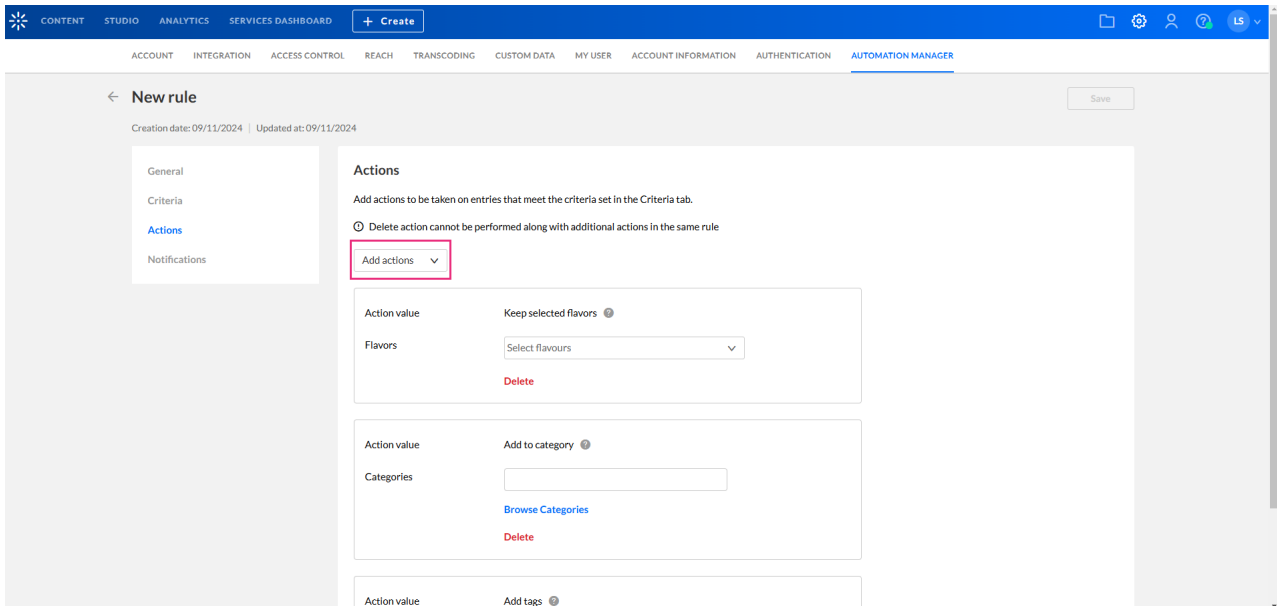 CONTENT STUDIO ANALYTICS SERVICES DASHBOARD + Create LS
ACCOUNT INTEGRATION ACCESS CONTROL REACH TRANSCODING CUSTOM DATA MY USER ACCOUNT INFORMATION AUTHENTICATION AUTOMATION MANAGER
New rule
Save
Creation date: 09/11/2024 | Updated at: 09/11/2024
General
Criteria
Actions
Notifications
Actions
Add actions to be taken on entries that meet the criteria set in the Criteria tab.
Delete action cannot be performed along with additional actions in the same rule
Add actions
Action value Keep selected flavors ?
Flavors Select flavours
Delete
Action value Add to category ?
Categories
Browse Categories
Delete
Action value Add tags ?